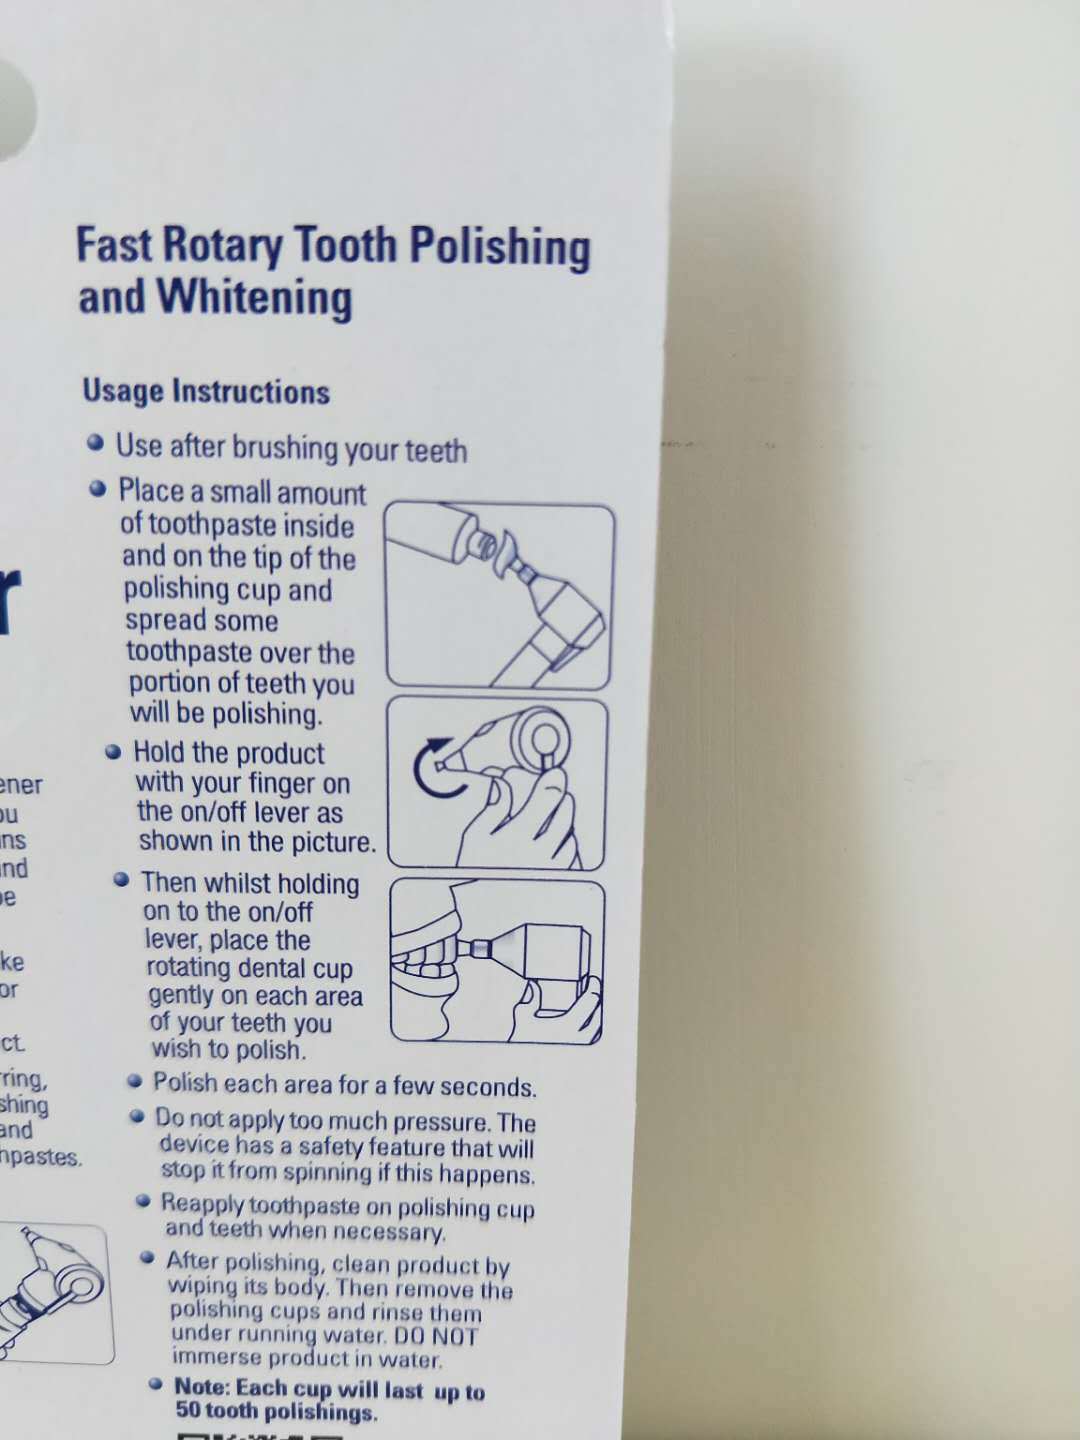 Fast Rotary Tooth Polishing
and Whitening
Usage Instructions
Use after brushing your teeth
Place a small amount
of toothpaste inside
and on the tip of the
polishing cup and
spread some
toothpaste over the
portion of teeth you
will be polishing.
Hold the product
with your finger on
the on/off lever as
shown in the picture.
Then whilst holding
on to the on/off
lever, place the
rotating dental cup
gently on each area
of your teeth you
wish to polish.
Polish each area for a few seconds.
Do not apply too much pressure. The
device has a safety feature that will
stop it from spinning if this happens.
Reapply toothpaste on polishing cup
and teeth when necessary.
After polishing, clean product by
wiping its body. Then remove the
polishing cups and rinse them
under running water. DO NOT
immerse product in water.
Note: Each cup will last up to
50 tooth polishings.